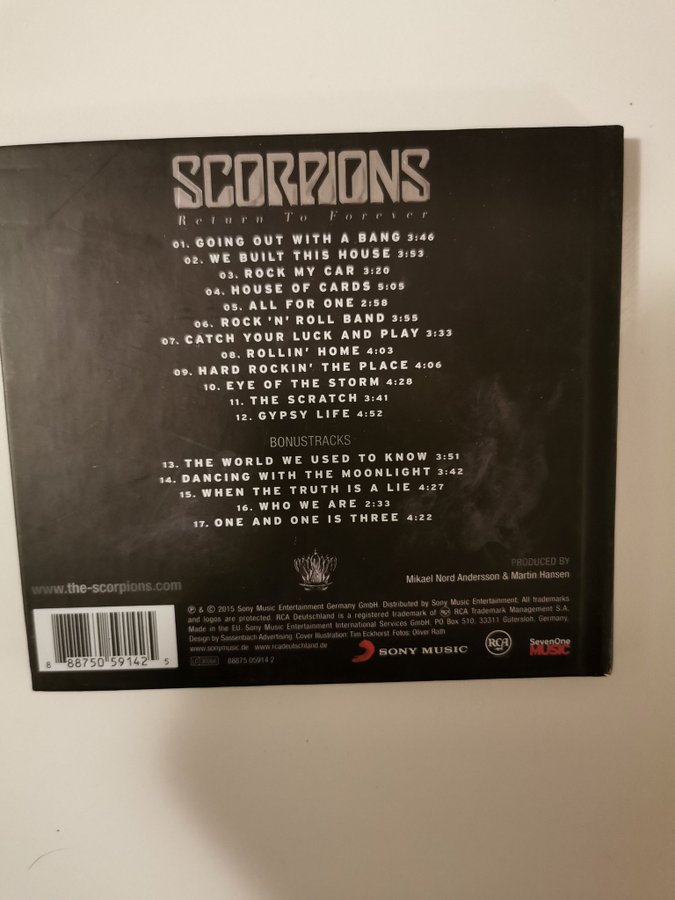 SCORPIONS
Return To Forever
01. GOING OUT WITH A BANG 3:46
02. WE BUILT THIS HOUSE 3:53
03. ROCK MY CAR 3:20
04. HOUSE OF CARDS 5:05
05. ALL FOR ONE 2:58
06. ROCK 'N' ROLL BAND 3:55
07. CATCH YOUR LUCK AND PLAY 3:33
08. ROLLIN' HOME 4:03
09. HARD ROCKIN' THE PLACE 4:06
10. EYE OF THE STORM 4:28
11. THE SCRATCH 3:41
12. GYPSY LIFE 4:52
BONUSTRACKS
13. THE WORLD WE USED TO KNOW 3:51
14. DANCING WITH THE MOONLIGHT 3:42
15. WHEN THE TRUTH IS A LIE 4:27
16. WHO WE ARE 2:33
17. ONE AND ONE IS THREE 4:22
PRODUCED BY
Mikael Nord Andersson & Martin Hansen
www.the-scorpions.com
℗ & © 2015 Sony Music Entertainment Germany GmbH. Distributed by Sony Music Entertainment. All trademarks
and logos are protected. RCA Deutschland is a registered trademark of RCA Trademark Management S.A.
Made in the EU. Sony Music Entertainment International Services GmbH. PO Box 510, 33311 Gütersloh, Germany.
Design by Sassenbach Advertising. Cover Illustration: Tim Eckhorst Fotos: Oliver Rath
www.sonymusic.de www.rcadeutschland.de
88875 05914 2
SONY MUSIC
RCA
SevenOne
MUSIC
8 88750 59142 5